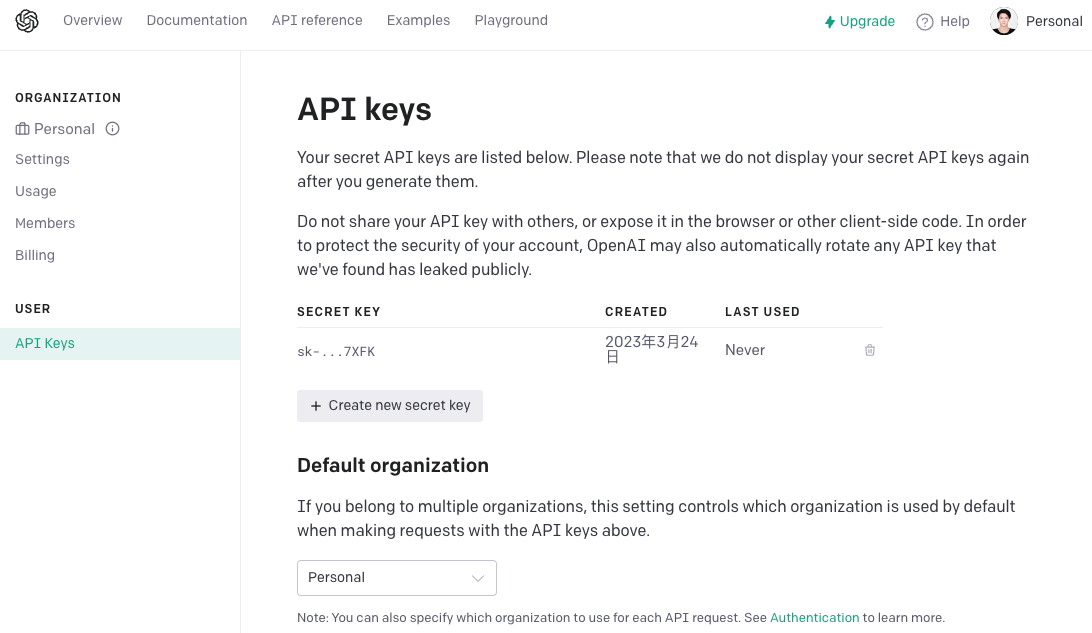 Overview Documentation API reference Examples Playground Upgrade Help Personal
ORGANIZATION
Personal
Settings
Usage
Members
Billing
USER
API Keys
API keys
Your secret API keys are listed below. Please note that we do not display your secret API keys again
after you generate them.
Do not share your API key with others, or expose it in the browser or other client-side code. In order
to protect the security of your account, OpenAI may also automatically rotate any API key that
we've found has leaked publicly.
SECRET KEY CREATED LAST USED
sk-...7XFK 2023年3月24 Never
日
+ Create new secret key
Default organization
If you belong to multiple organizations, this setting controls which organization is used by default
when making requests with the API keys above.
Personal
Note: You can also specify which organization to use for each API request. See Authentication to learn more.